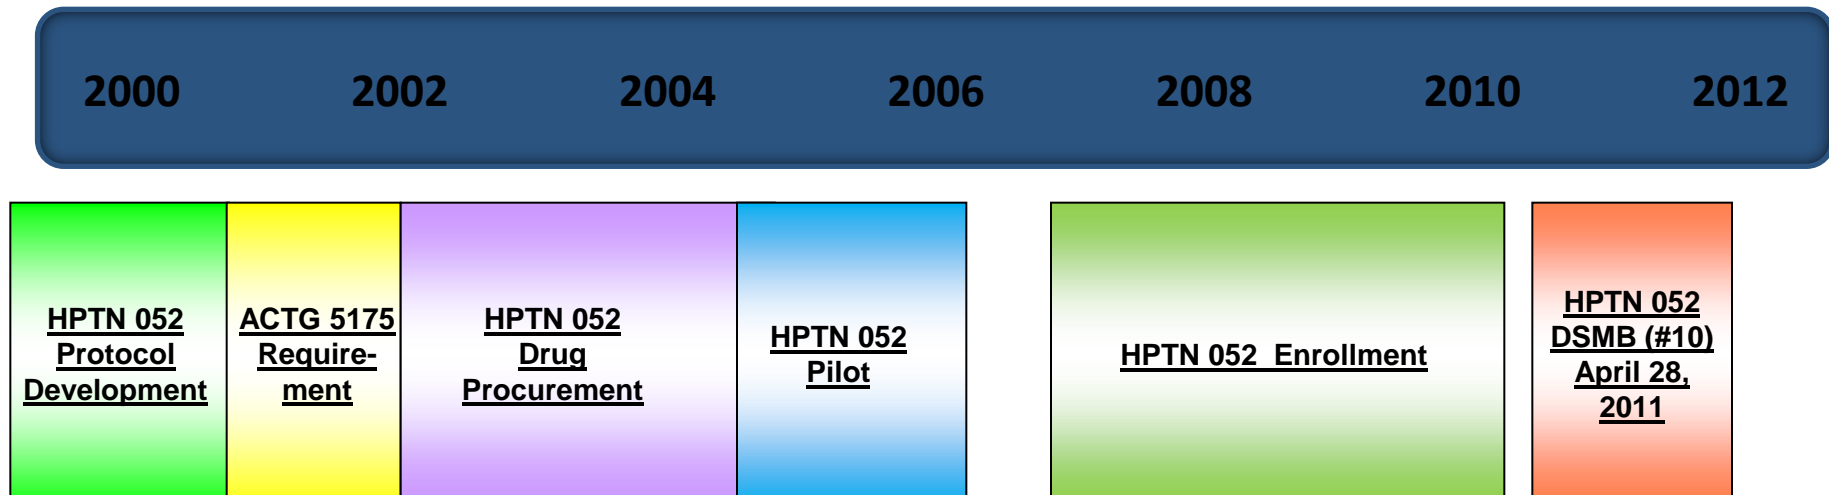 2000 2002 2004 2006 2008 2010 2012
HPTN 052
Protocol
Development
ACTG 5175
Require-
ment
HPTN 052
Drug
Procurement
HPTN 052
Pilot
HPTN 052 Enrollment
HPTN 052
DSMB (#10)
April 28,
2011